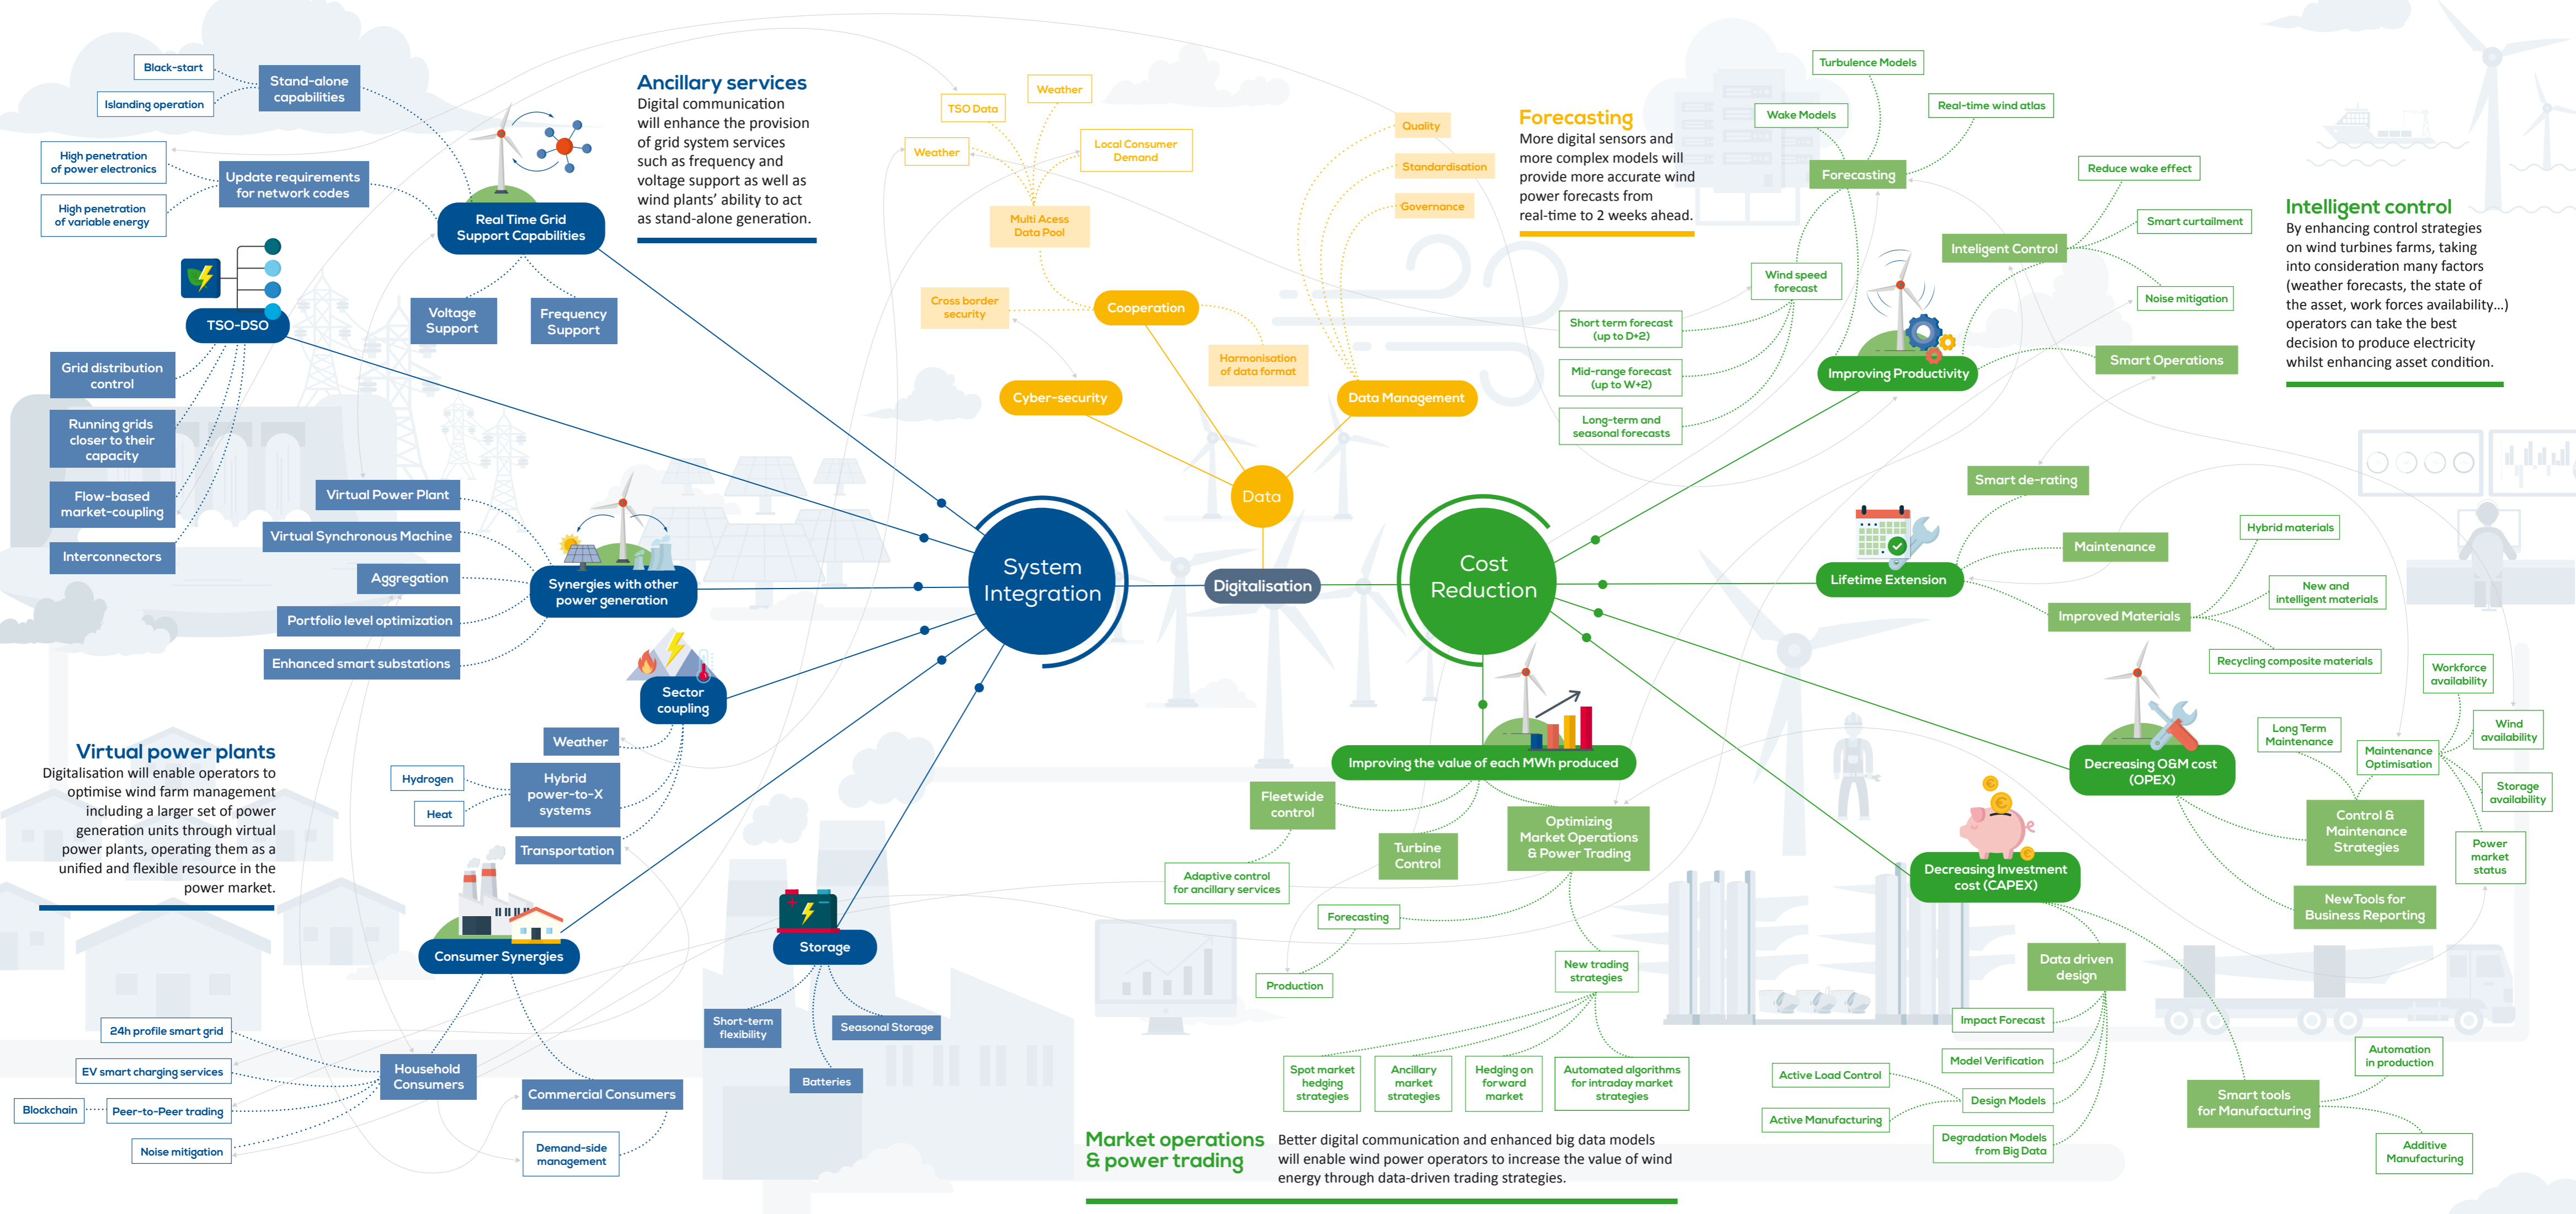 Black-start
Islanding operation
Stand-alone
capabilities
High penetration
of power electronics
High penetration
of variable energy
Update requirements
for network codes
Real Time Grid
Support Capabilities
Voltage
Support
Frequency
Support
Ancillary services
Digital communication
will enhance the provision
of grid system services
such as frequency and
voltage support as well as
wind plants’ ability to act
as stand-alone generation.
TSO-DSO
Grid distribution
control
Running grids
closer to their
capacity
Flow-based
market-coupling
Interconnectors
Virtual Power Plant
Virtual Synchronous Machine
Aggregation
Portfolio level optimization
Enhanced smart substations
Synergies with other
power generation
Sector
coupling
Weather
Hydrogen
Heat
Hybrid
power-to-X
systems
Transportation
Virtual power plants
Digitalisation will enable operators to
optimise wind farm management
including a larger set of power
generation units through virtual
power plants, operating them as a
unified and flexible resource in the
power market.
Consumer Synergies
24h profile smart grid
EV smart charging services
Blockchain
Peer-to-Peer trading
Noise mitigation
Household
Consumers
Commercial Consumers
Demand-side
management
Storage
Short-term
flexibility
Seasonal Storage
Batteries
System
Integration
Digitalisation
Data
Weather
TSO Data
Weather
Local Consumer
Demand
Multi Acess
Data Pool
Cross border
security
Cooperation
Harmonisation
of data format
Cyber-security
Data Management
Quality
Standardisation
Governance
Forecasting
More digital sensors and
more complex models will
provide more accurate wind
power forecasts from
real-time to 2 weeks ahead.
Cost
Reduction
Turbulence Models
Wake Models
Real-time wind atlas
Forecasting
Wind speed
forecast
Short term forecast
(up to D+2)
Mid-range forecast
(up to W+2)
Long-term and
seasonal forecasts
Reduce wake effect
Smart curtailment
Inteligent Control
Noise mitigation
Smart Operations
Improving Productivity
Intelligent control
By enhancing control strategies
on wind turbines farms, taking
into consideration many factors
(weather forecasts, the state of
the asset, work forces availability...)
operators can take the best
decision to produce electricity
whilst enhancing asset condition.
Smart de-rating
Maintenance
Lifetime Extension
Improved Materials
Hybrid materials
New and
intelligent materials
Recycling composite materials
Decreasing O&M cost
(OPEX)
Long Term
Maintenance
Maintenance
Optimisation
Workforce
availability
Wind
availability
Storage
availability
Power
market
status
Control &
Maintenance
Strategies
NewTools for
Business Reporting
Decreasing Investment
cost (CAPEX)
Data driven
design
Impact Forecast
Model Verification
Active Load Control
Design Models
Active Manufacturing
Degradation Models
from Big Data
Smart tools
for Manufacturing
Automation
in production
Additive
Manufacturing
Improving the value of each MWh produced
Fleetwide
control
Adaptive control
for ancillary services
Turbine
Control
Optimizing
Market Operations
& Power Trading
Forecasting
Production
New trading
strategies
Spot market
hedging
strategies
Ancillary
market
strategies
Hedging on
forward
market
Automated algorithms
for intraday market
strategies
Market operations
& power trading
Better digital communication and enhanced big data models
will enable wind power operators to increase the value of wind
energy through data-driven trading strategies.